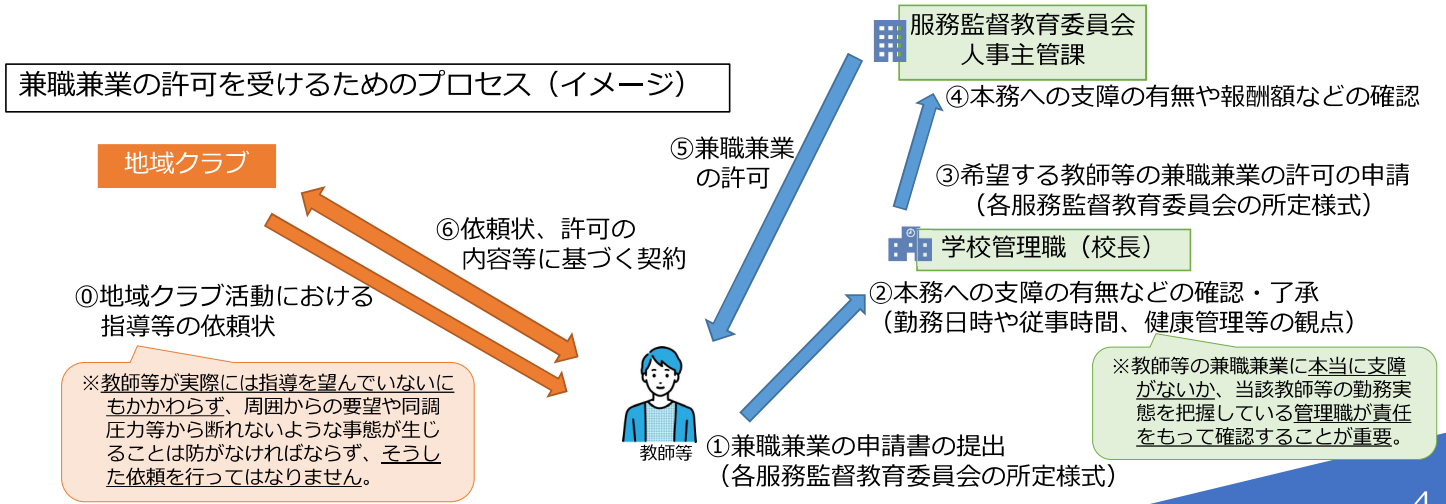 服務監督教育委員会
人事主管課
兼職兼業の許可を受けるためのプロセス（イメージ）
④本務への支障の有無や報酬額などの確認
地域クラブ
⑤兼職兼業
の許可
③希望する教師等の兼職兼業の許可の申請
（各服務監督教育委員会の所定様式）
⑥依頼状、許可の
内容等に基づく契約
学校管理職（校長）
⓪地域クラブ活動における
指導等の依頼状
②本務への支障の有無などの確認・了承
（勤務日時や従事時間、健康管理等の観点）
※教師等が実際には指導を望んでいないに
もかかわらず、周囲からの要望や同調
圧力等から断れないような事態が生じ
ることは防がなければならず、そうし
た依頼を行ってはなりません。
※教師等の兼職兼業に本当に支障
がないか、当該教師等の勤務実
態を把握している管理職が責任
をもって確認することが重要。
教師等
①兼職兼業の申請書の提出
（各服務監督教育委員会の所定様式）
4